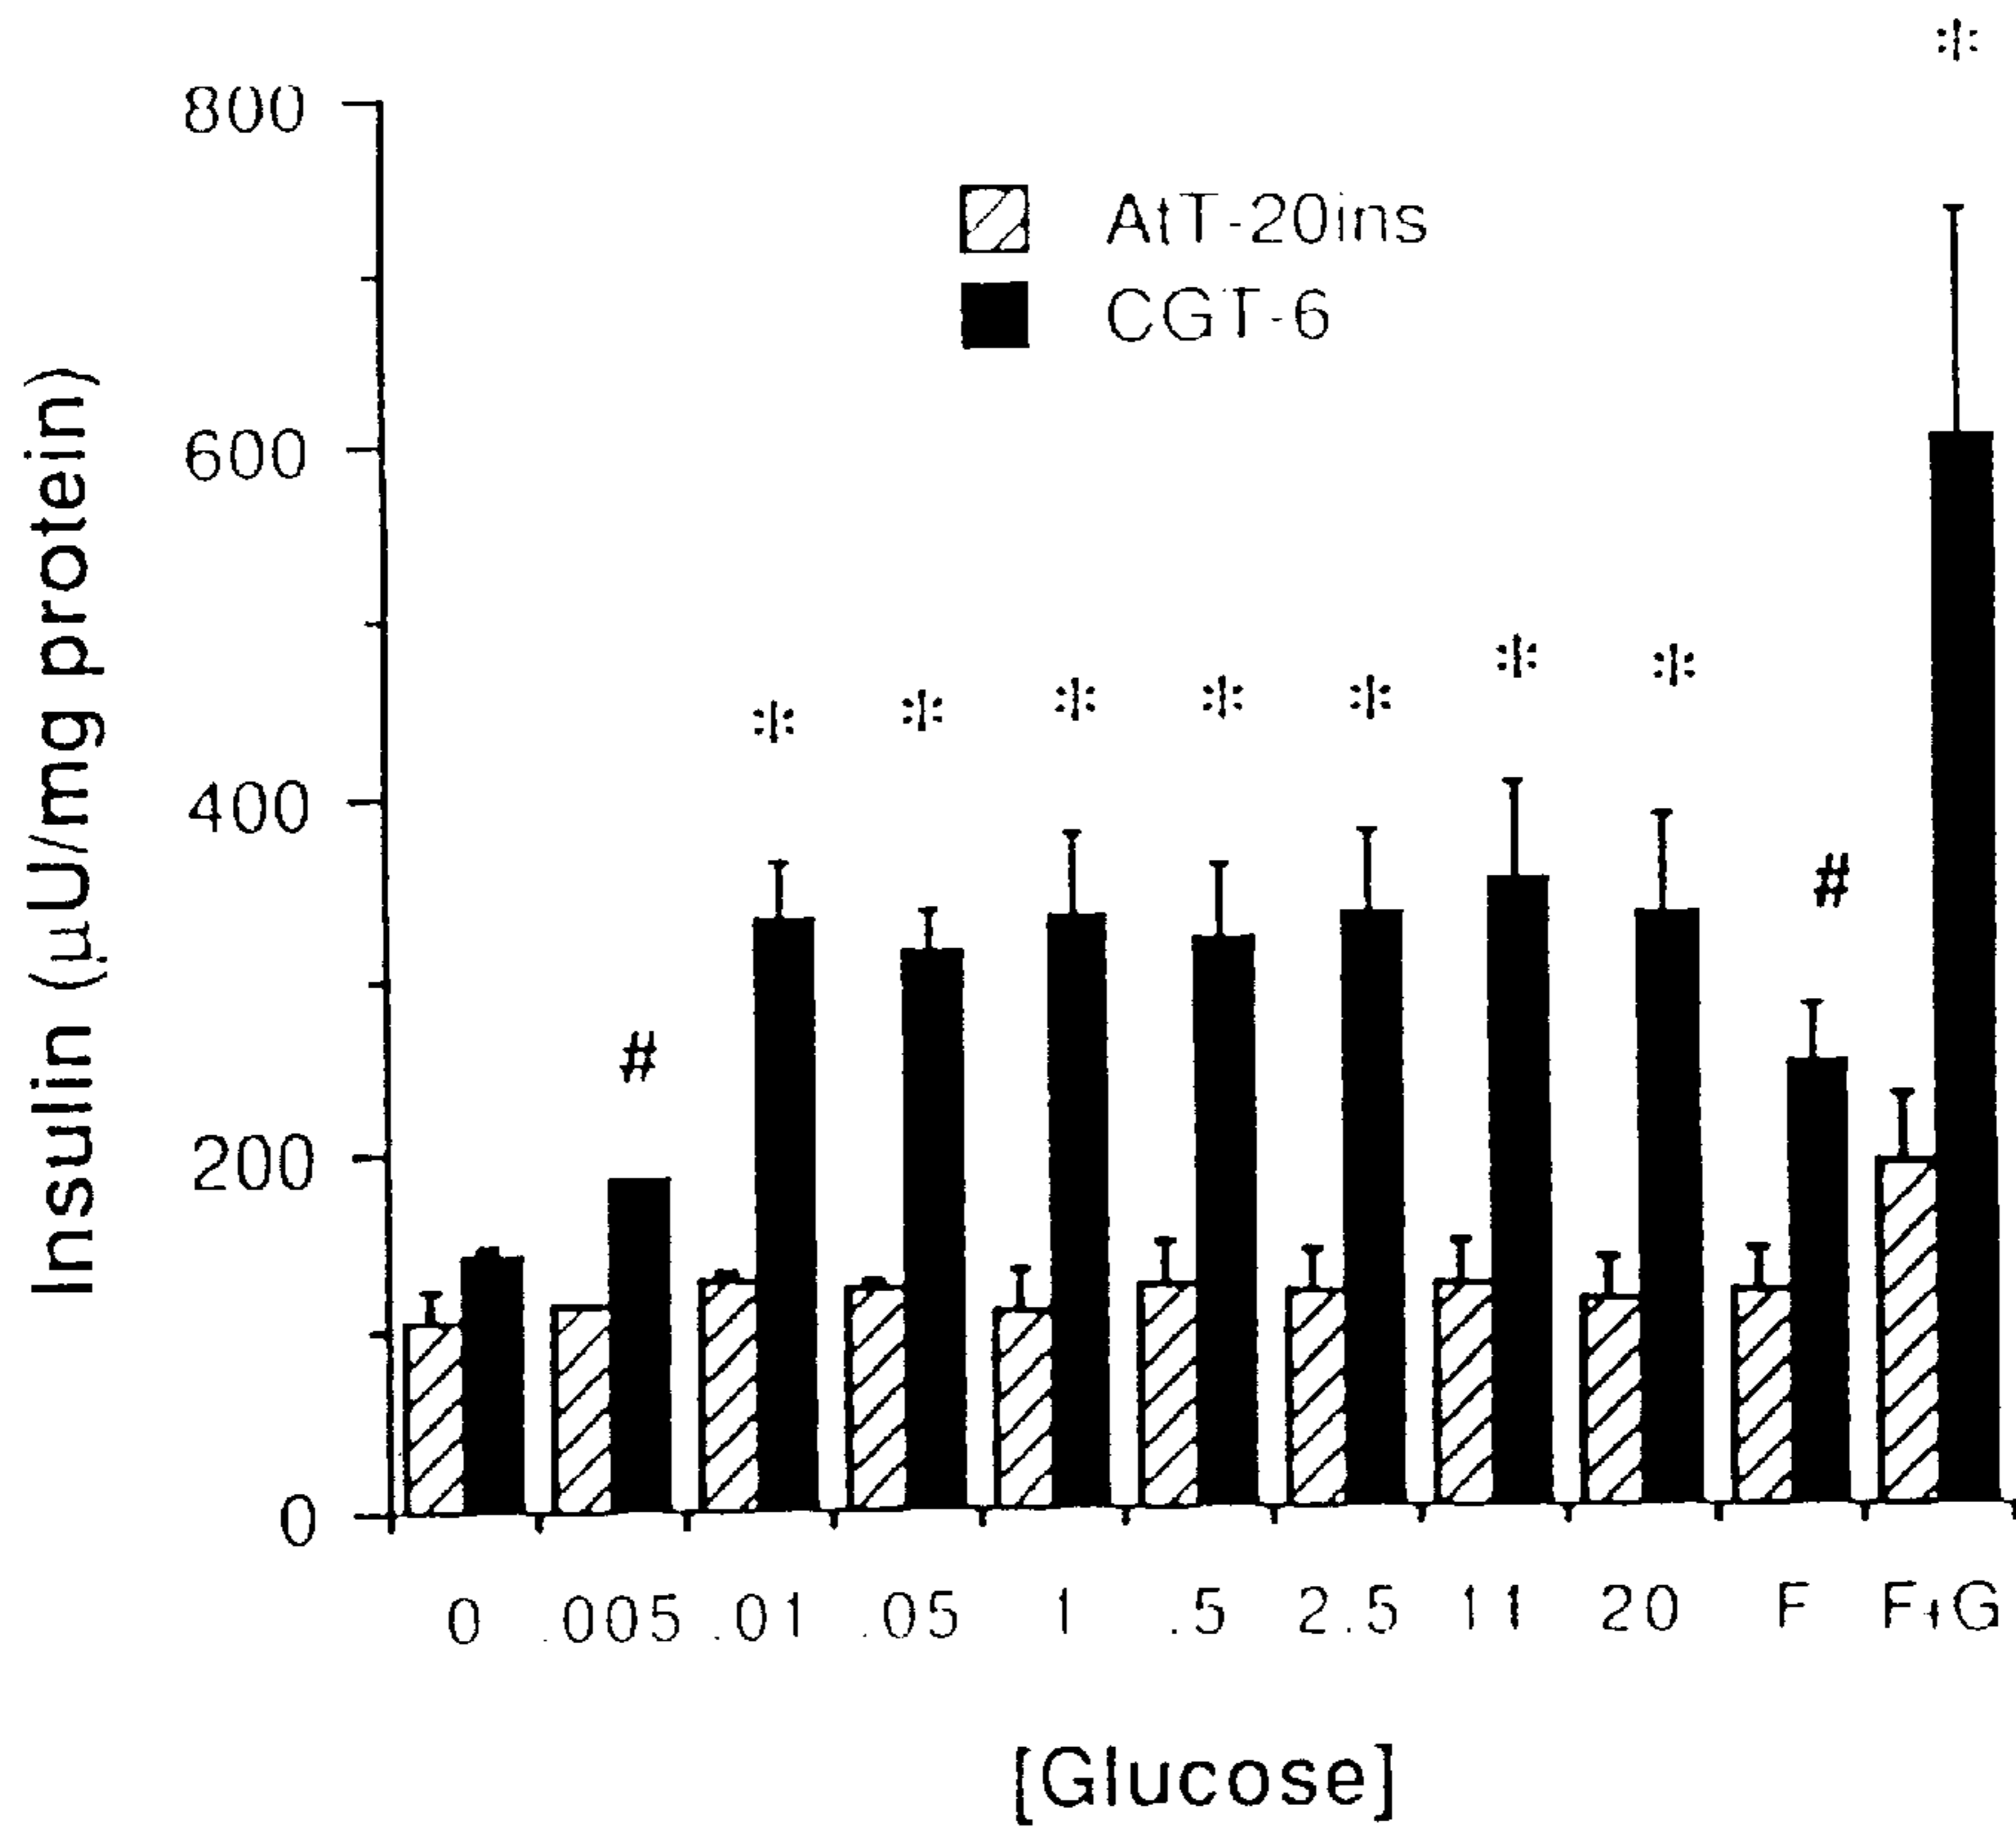 *
800
AtT-20ins
CGT-6
600
* * * * * * *
400
#
#
200
0
0 .005 .01 .05 1 .5 2.5 11 20 F F+G
[Glucose]
Insulin (µU/mg protein)